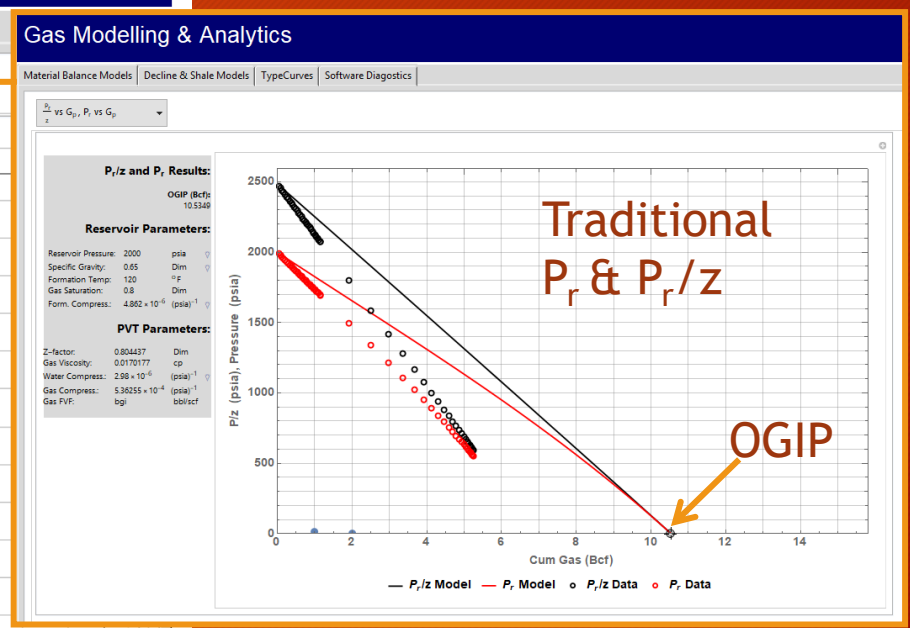 Gas Modelling & Analytics
Material Balance Models Decline & Shale Models TypeCurves Software Diagostics
Pr/z vs Gp, Pr vs Gp
Pr/z and Pr Results:
OGIP (Bcf):
10.5349
Reservoir Parameters:
Reservoir Pressure: 2000 psia
Specific Gravity: 0.65 Dim
Formation Temp: 120 °F
Gas Saturation: 0.8 Dim
Form. Compress.: 4.862 × 10^-6 (psia)^-1
PVT Parameters:
Z-factor: 0.804437 Dim
Gas Viscosity: 0.0170177 cp
Water Compress.: 2.98 × 10^-6 (psia)^-1
Gas Compress.: 5.36255 × 10^-4 (psia)^-1
Gas FVF: bgi bbl/scf
P/z (psia), Pressure (psia)
2500
2000
1500
1000
500
0
0 2 4 6 8 10 12 14
Cum Gas (Bcf)
Traditional
Pr & Pr/z
OGIP
Pr/z Model Pr Model Pr/z Data Pr Data